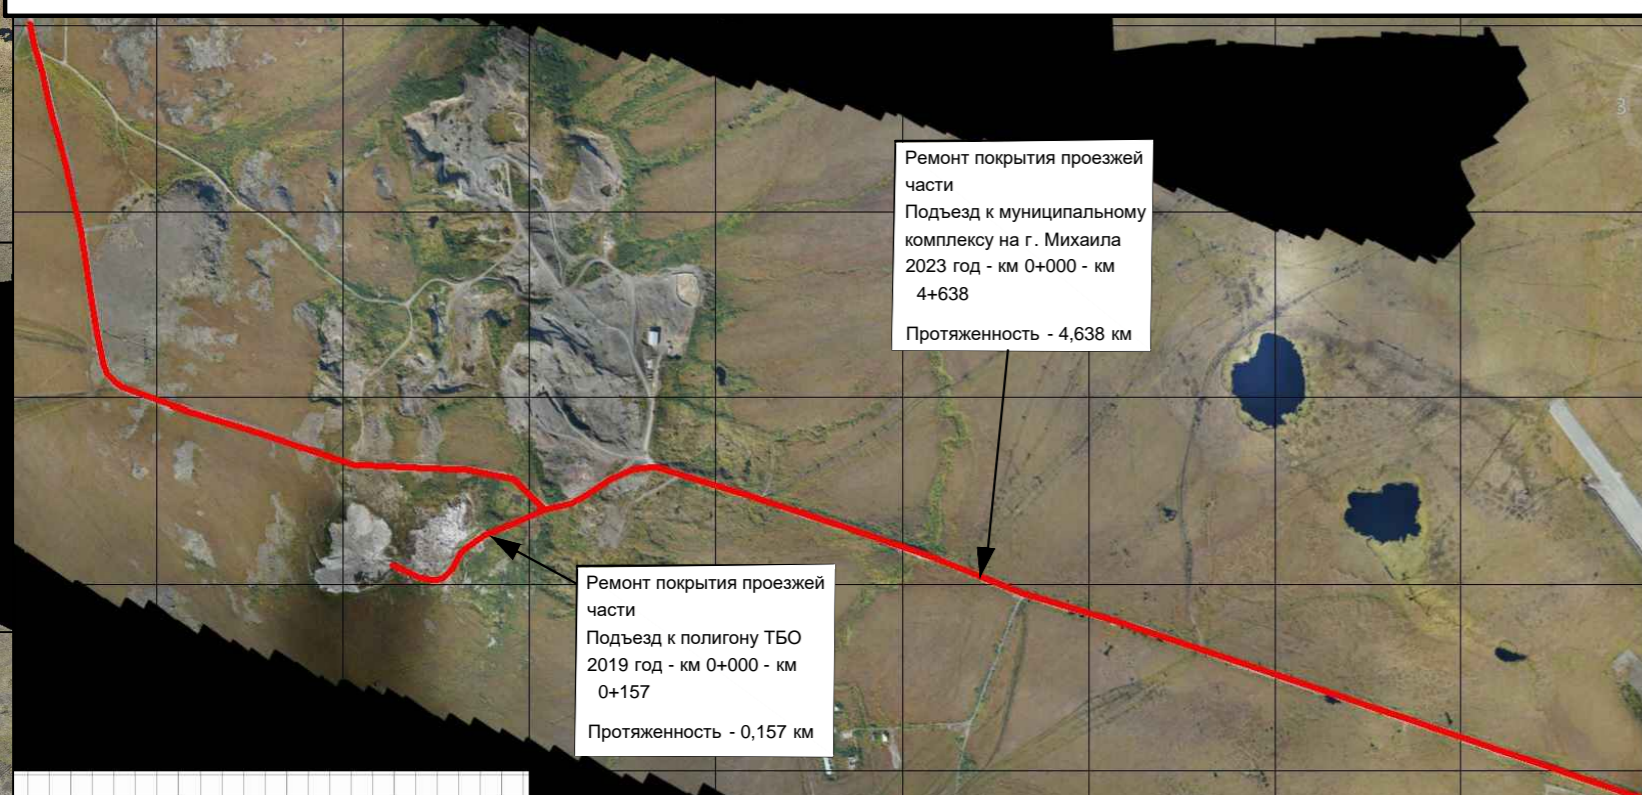 3
Ремонт покрытия проезжей
части
Подъезд к муниципальному
комплексу на г. Михаила
2023 год - км 0+000 - км
4+638
Протяженность - 4,638 км
Ремонт покрытия проезжей
части
Подъезд к полигону ТБО
2019 год - км 0+000 - км
0+157
Протяженность - 0,157 км